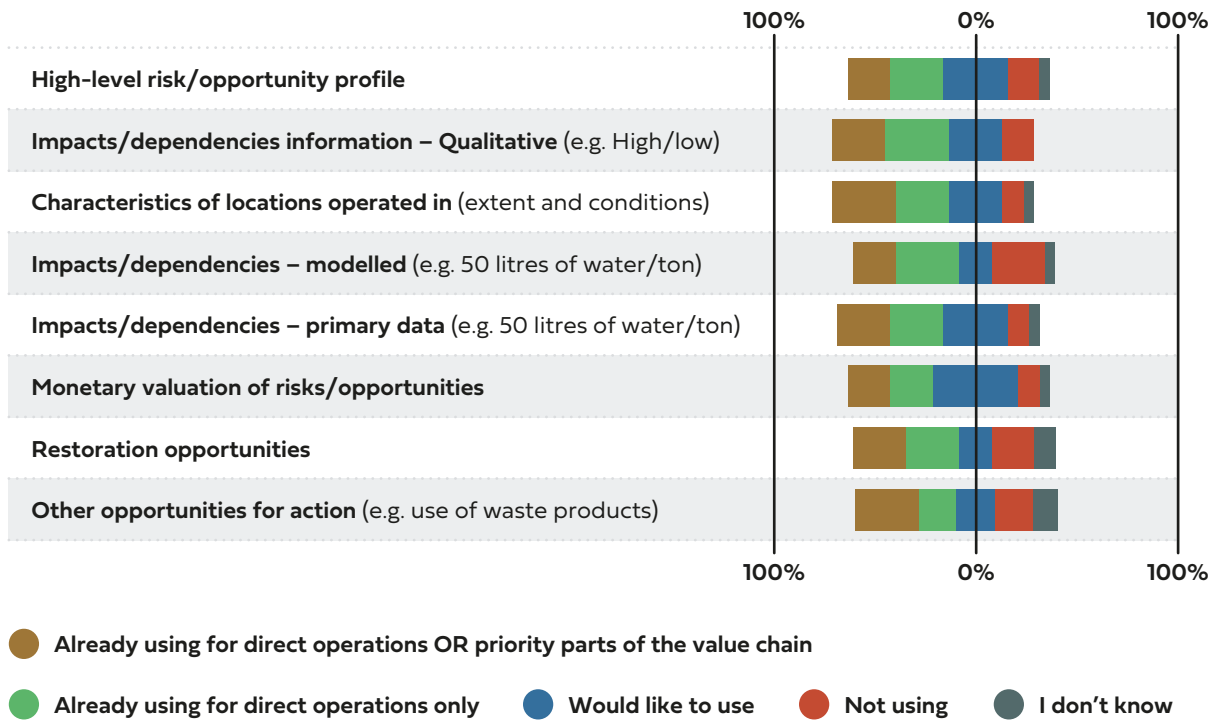 100% 0% 100%
High-level risk/opportunity profile
Impacts/dependencies information – Qualitative (e.g. High/low)
Characteristics of locations operated in (extent and conditions)
Impacts/dependencies – modelled (e.g. 50 litres of water/ton)
Impacts/dependencies – primary data (e.g. 50 litres of water/ton)
Monetary valuation of risks/opportunities
Restoration opportunities
Other opportunities for action (e.g. use of waste products)
100% 0% 100%
Already using for direct operations OR priority parts of the value chain
Already using for direct operations only Would like to use Not using I don't know